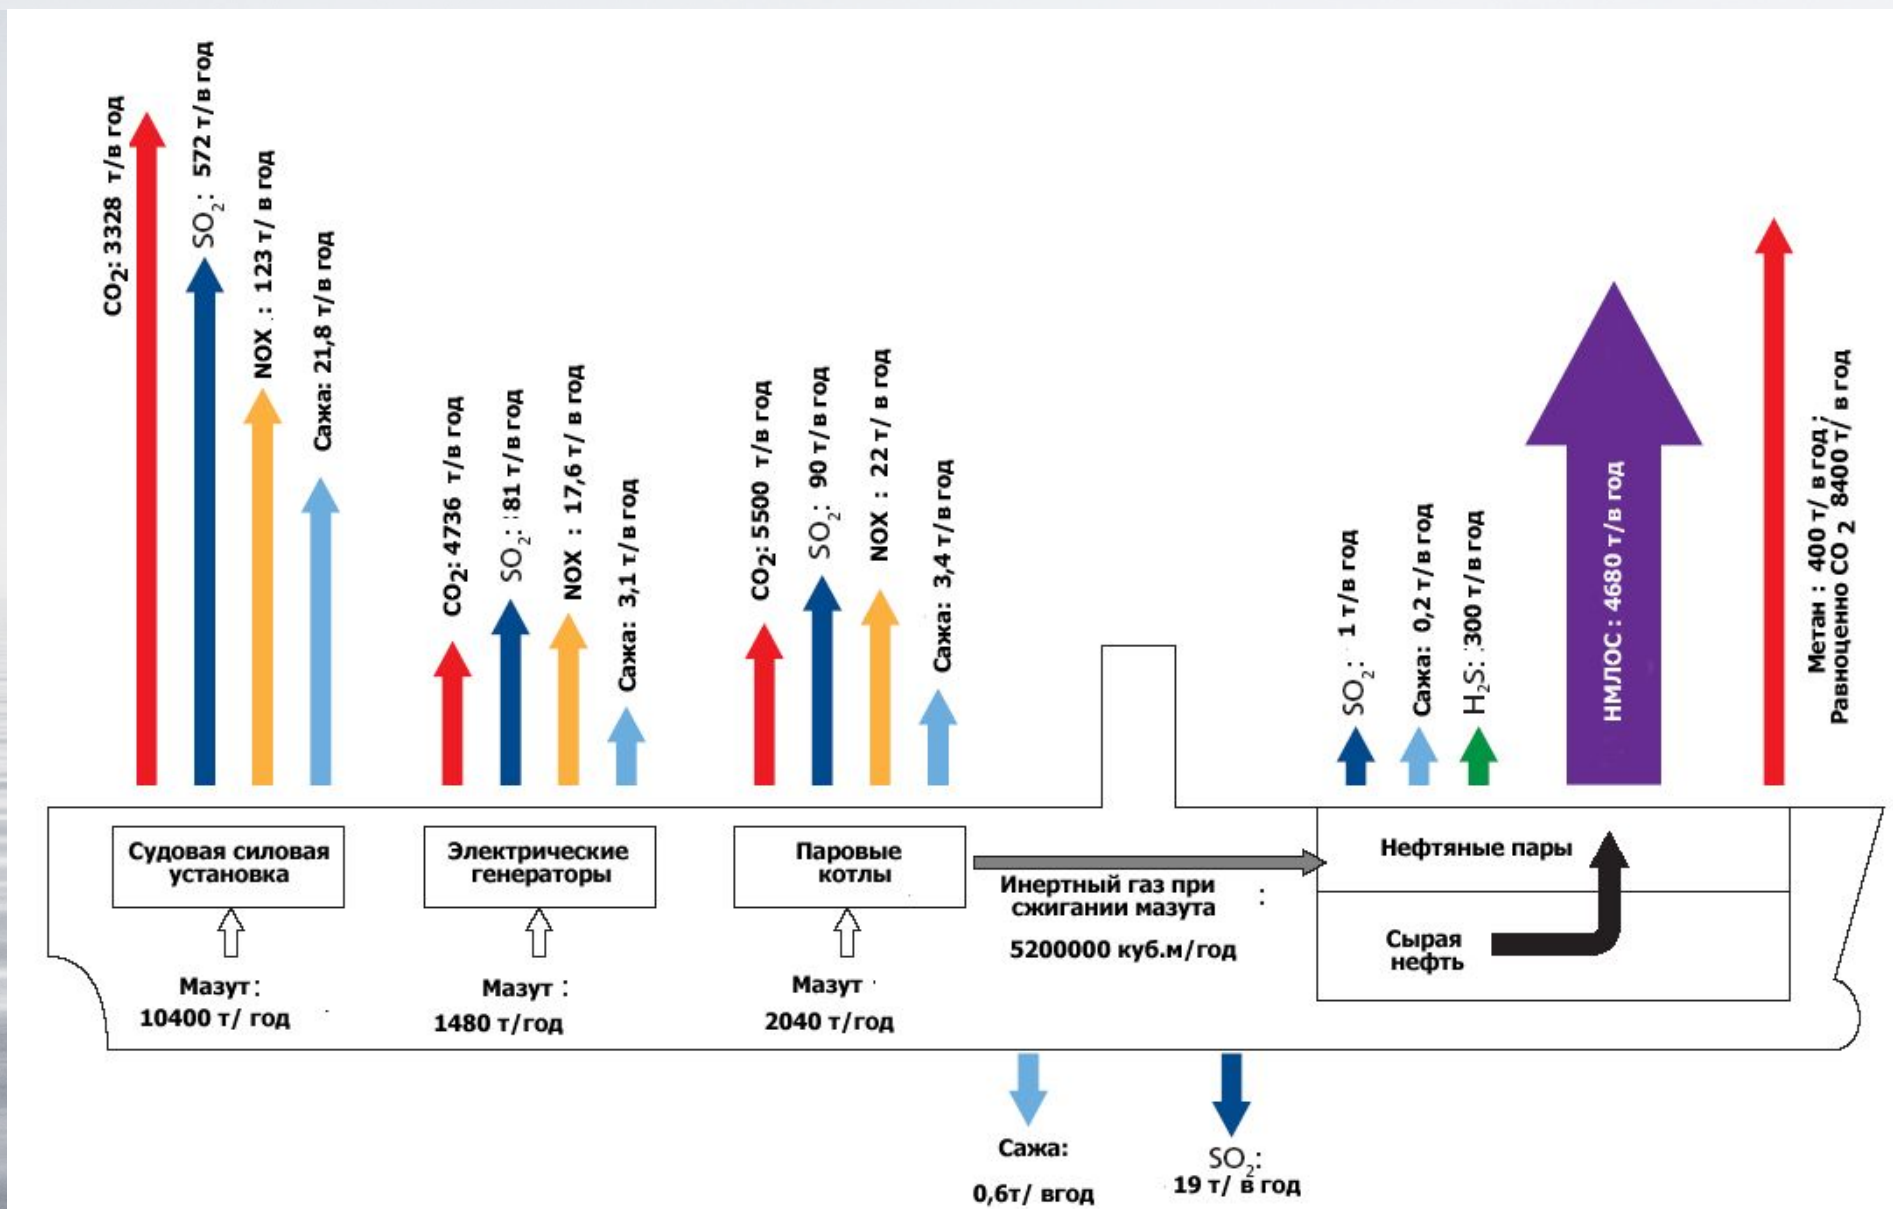 CO2: 3328 т/в год
SO2: 572 т/в год
NOX : 123 т/ в год
Сажа: 21,8 т/в год
CO2: 4736 т/в год
SO2: 81 т/в год
NOX : 17,6 т/ в год
Сажа: 3,1 т/в год
CO2: 5500 т/в год
SO2: 90 т/в год
NOX : 22 т/ в год
Сажа: 3,4 т/в год
SO2: 1 т/в год
Сажа: 0,2 т/в год
H2S: 300 т/в год
НМЛОС : 4680 т/в год
Метан : 400 т/ в год;
Равноценно CO 2 8400 т/ в год
Судовая силовая
установка
Электрические
генераторы
Паровые
котлы
Инертный газ при :
сжигании мазута
5200000 куб.м/год
Нефтяные пары
Сырая
нефть
Мазут:
10400 т/ год
Мазут :
1480 т/год
Мазут
2040 т/год
Сажа:
0,6т/ вгод
SO2:
19 т/ в год